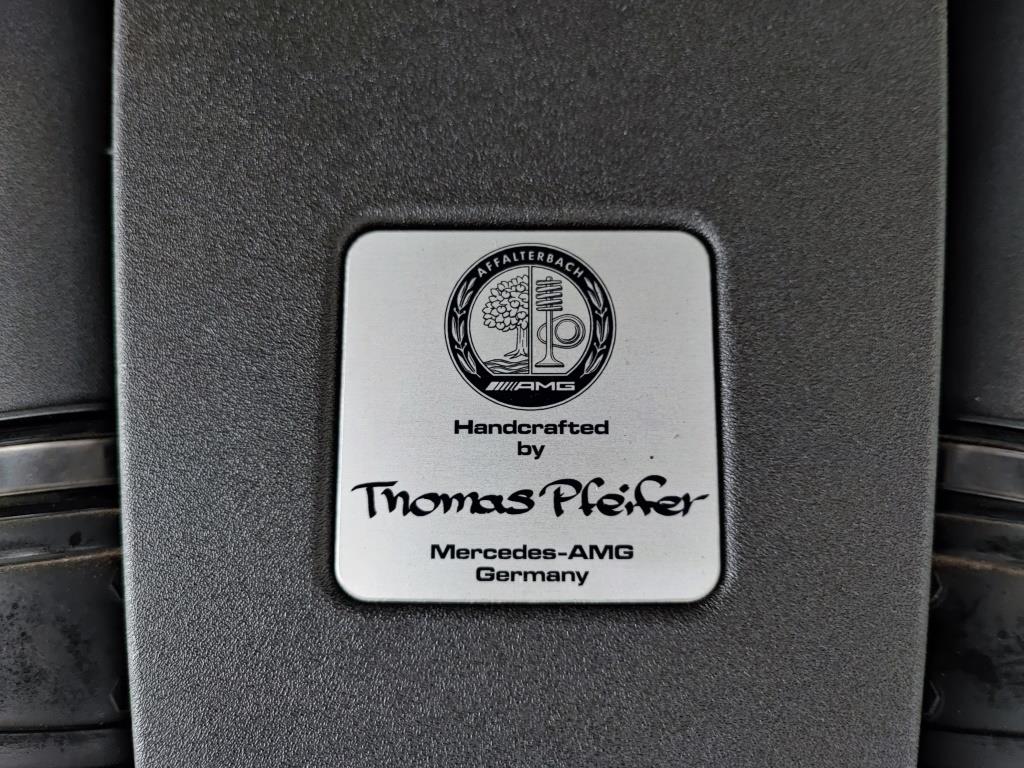 AFFALTERBACH
AMG
Handcrafted
by
Thomas Pfeifer
Mercedes-AMG
Germany